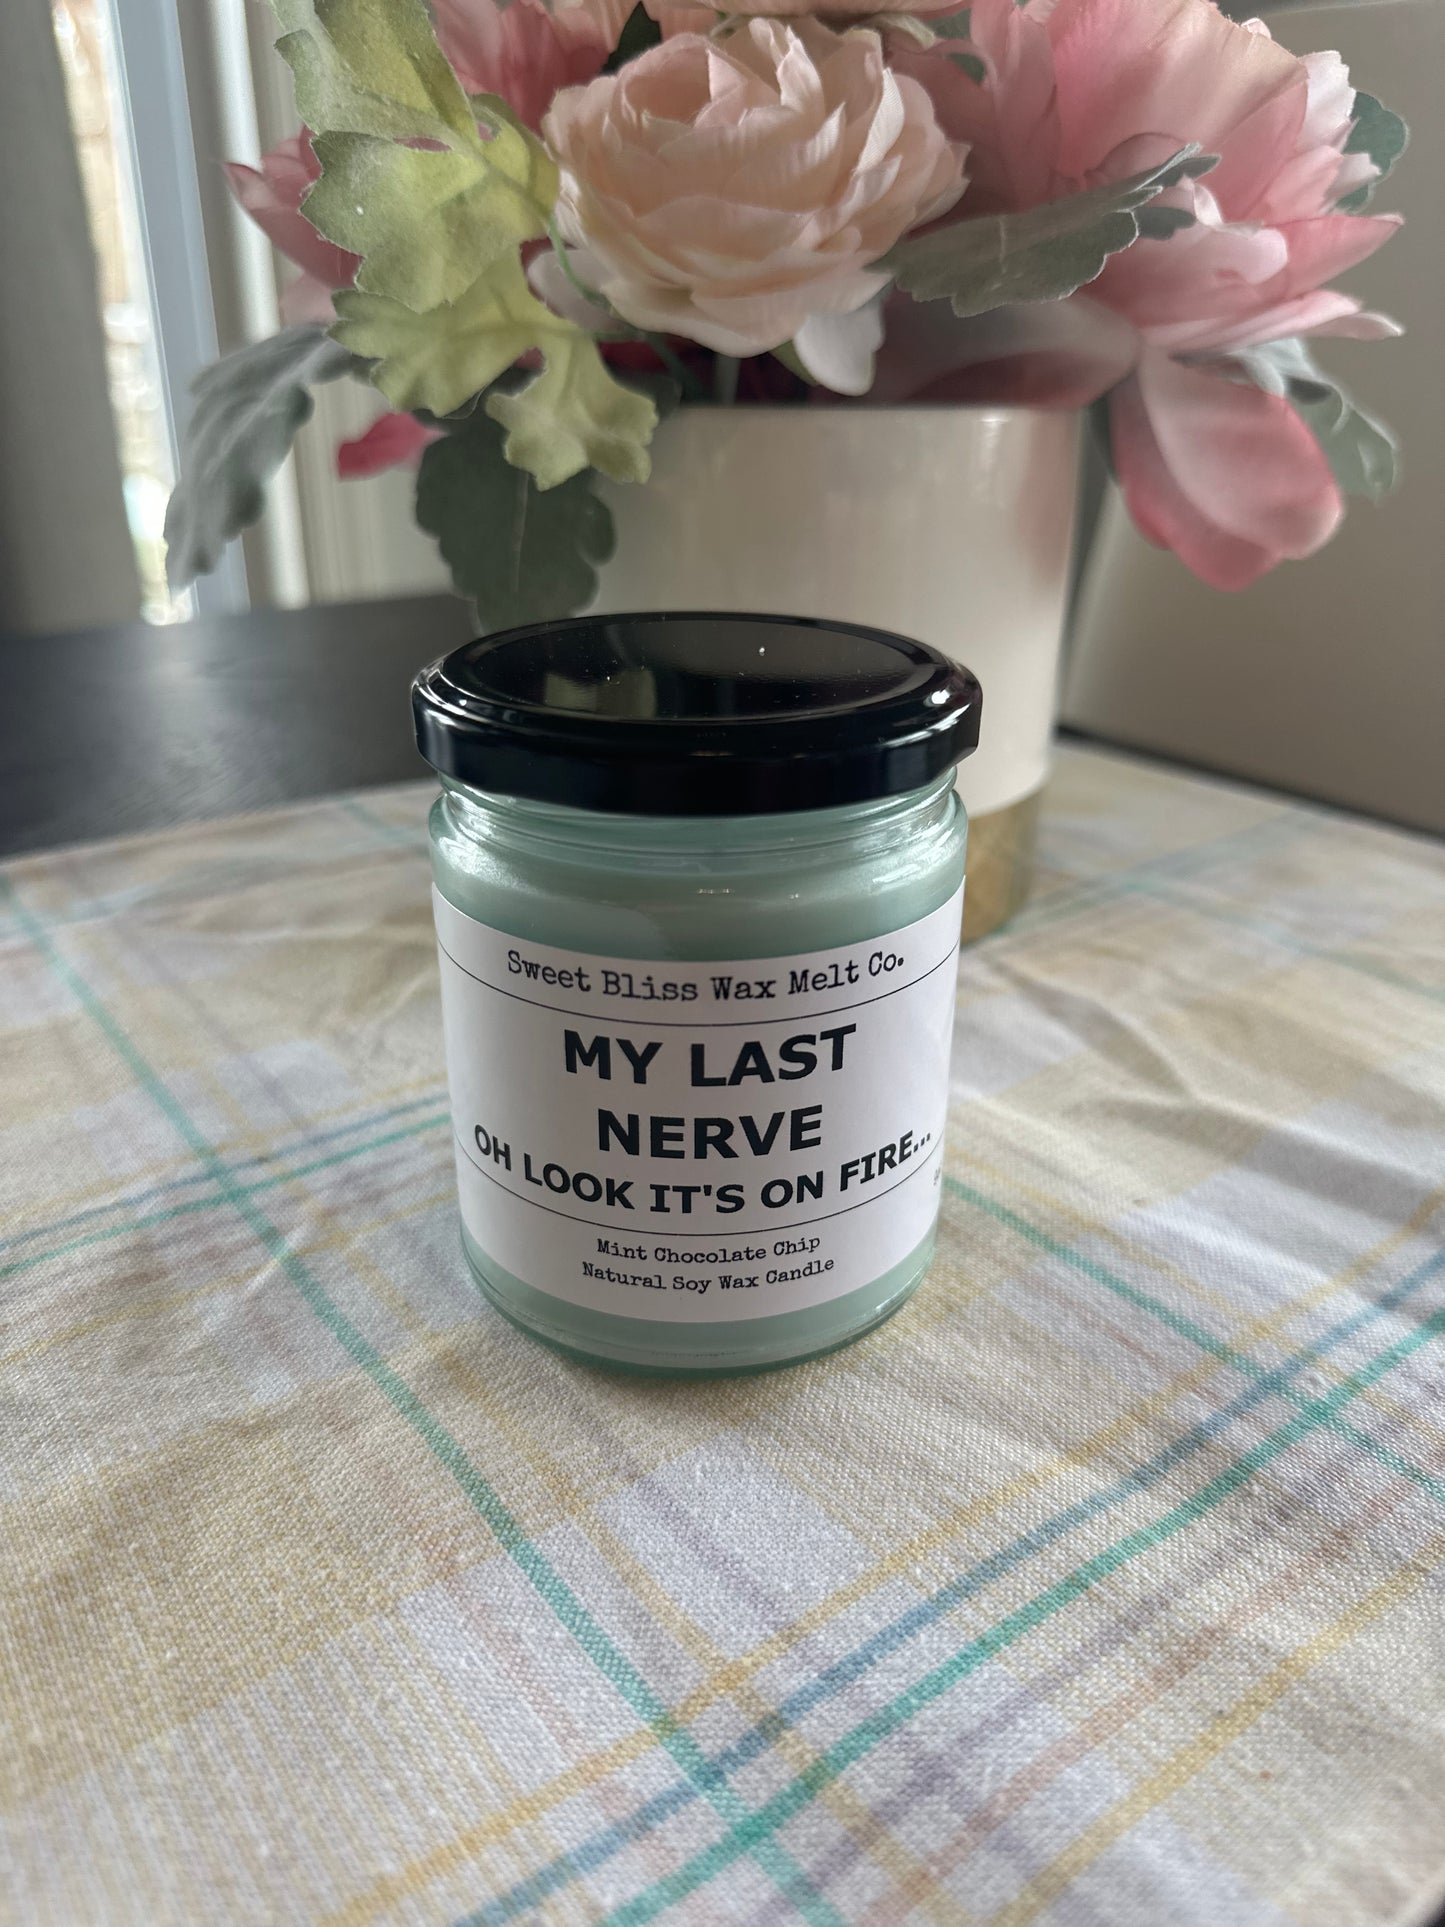 Sweet Bliss Wax Melt Co.
MY LAST
NERVE
OH LOOK IT'S ON FIRE...
Mint Chocolate Chip
Natural Soy Wax Candle